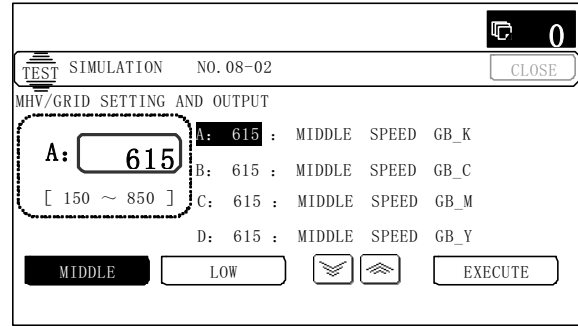 0
TEST SIMULATION NO.08-02 CLOSE
MHV/GRID SETTING AND OUTPUT
A: 615
[ 150 ～ 850 ]
A: 615 : MIDDLE SPEED GB_K
B: 615 : MIDDLE SPEED GB_C
C: 615 : MIDDLE SPEED GB_M
D: 615 : MIDDLE SPEED GB_Y
MIDDLE LOW EXECUTE